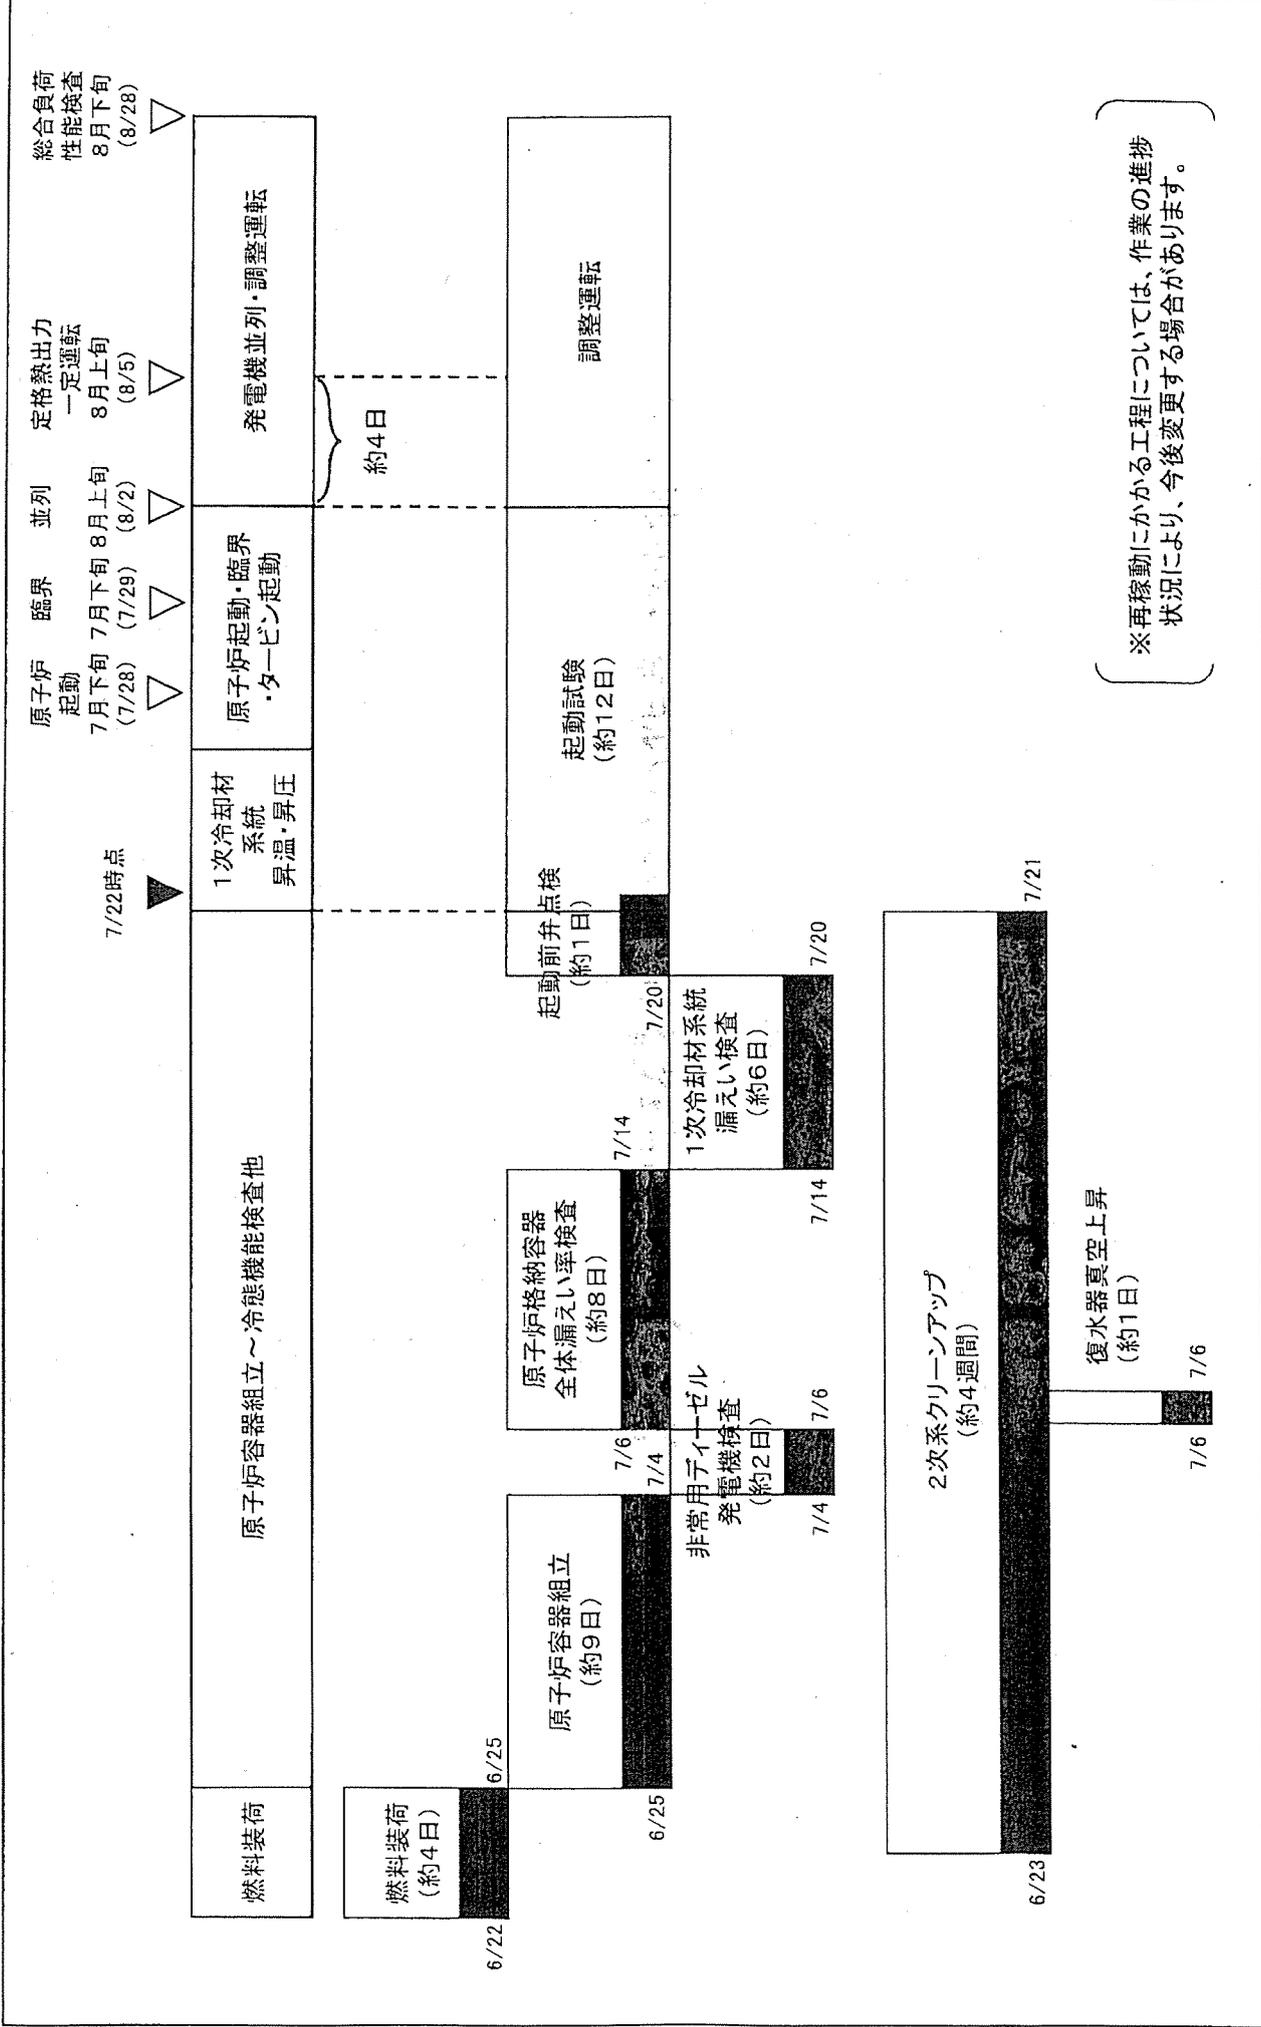 7/22時点
原子炉
起動
7月下旬
(7/28)
臨界
7月下旬
(7/29)
並列
8月上旬
(8/2)
定格熱出力
一定運転
8月上旬
(8/5)
総合負荷
性能検査
8月下旬
(8/28)
燃料装荷
原子炉容器組立～冷態機能検査他
1次冷却材
系統
昇温・昇圧
原子炉起動・臨界
・タービン起動
発電機並列・調整運転
約4日
燃料装荷
(約4日)
6/22
6/25
原子炉容器組立
(約9日)
6/25
7/4
原子炉格納容器
全体漏えい率検査
(約8日)
7/6
7/14
起動前弁点検
(約1日)
7/20
起動試験
(約12日)
調整運転
非常用ディーゼル
発電機検査
(約2日)
7/4
7/6
1次冷却材系統
漏えい検査
(約6日)
7/14
7/20
2次系クリーンアップ
(約4週間)
6/23
7/21
復水器真空上昇
(約1日)
7/6
7/6
※再稼動にかかる工程については、作業の進捗
状況により、今後変更する場合があります。